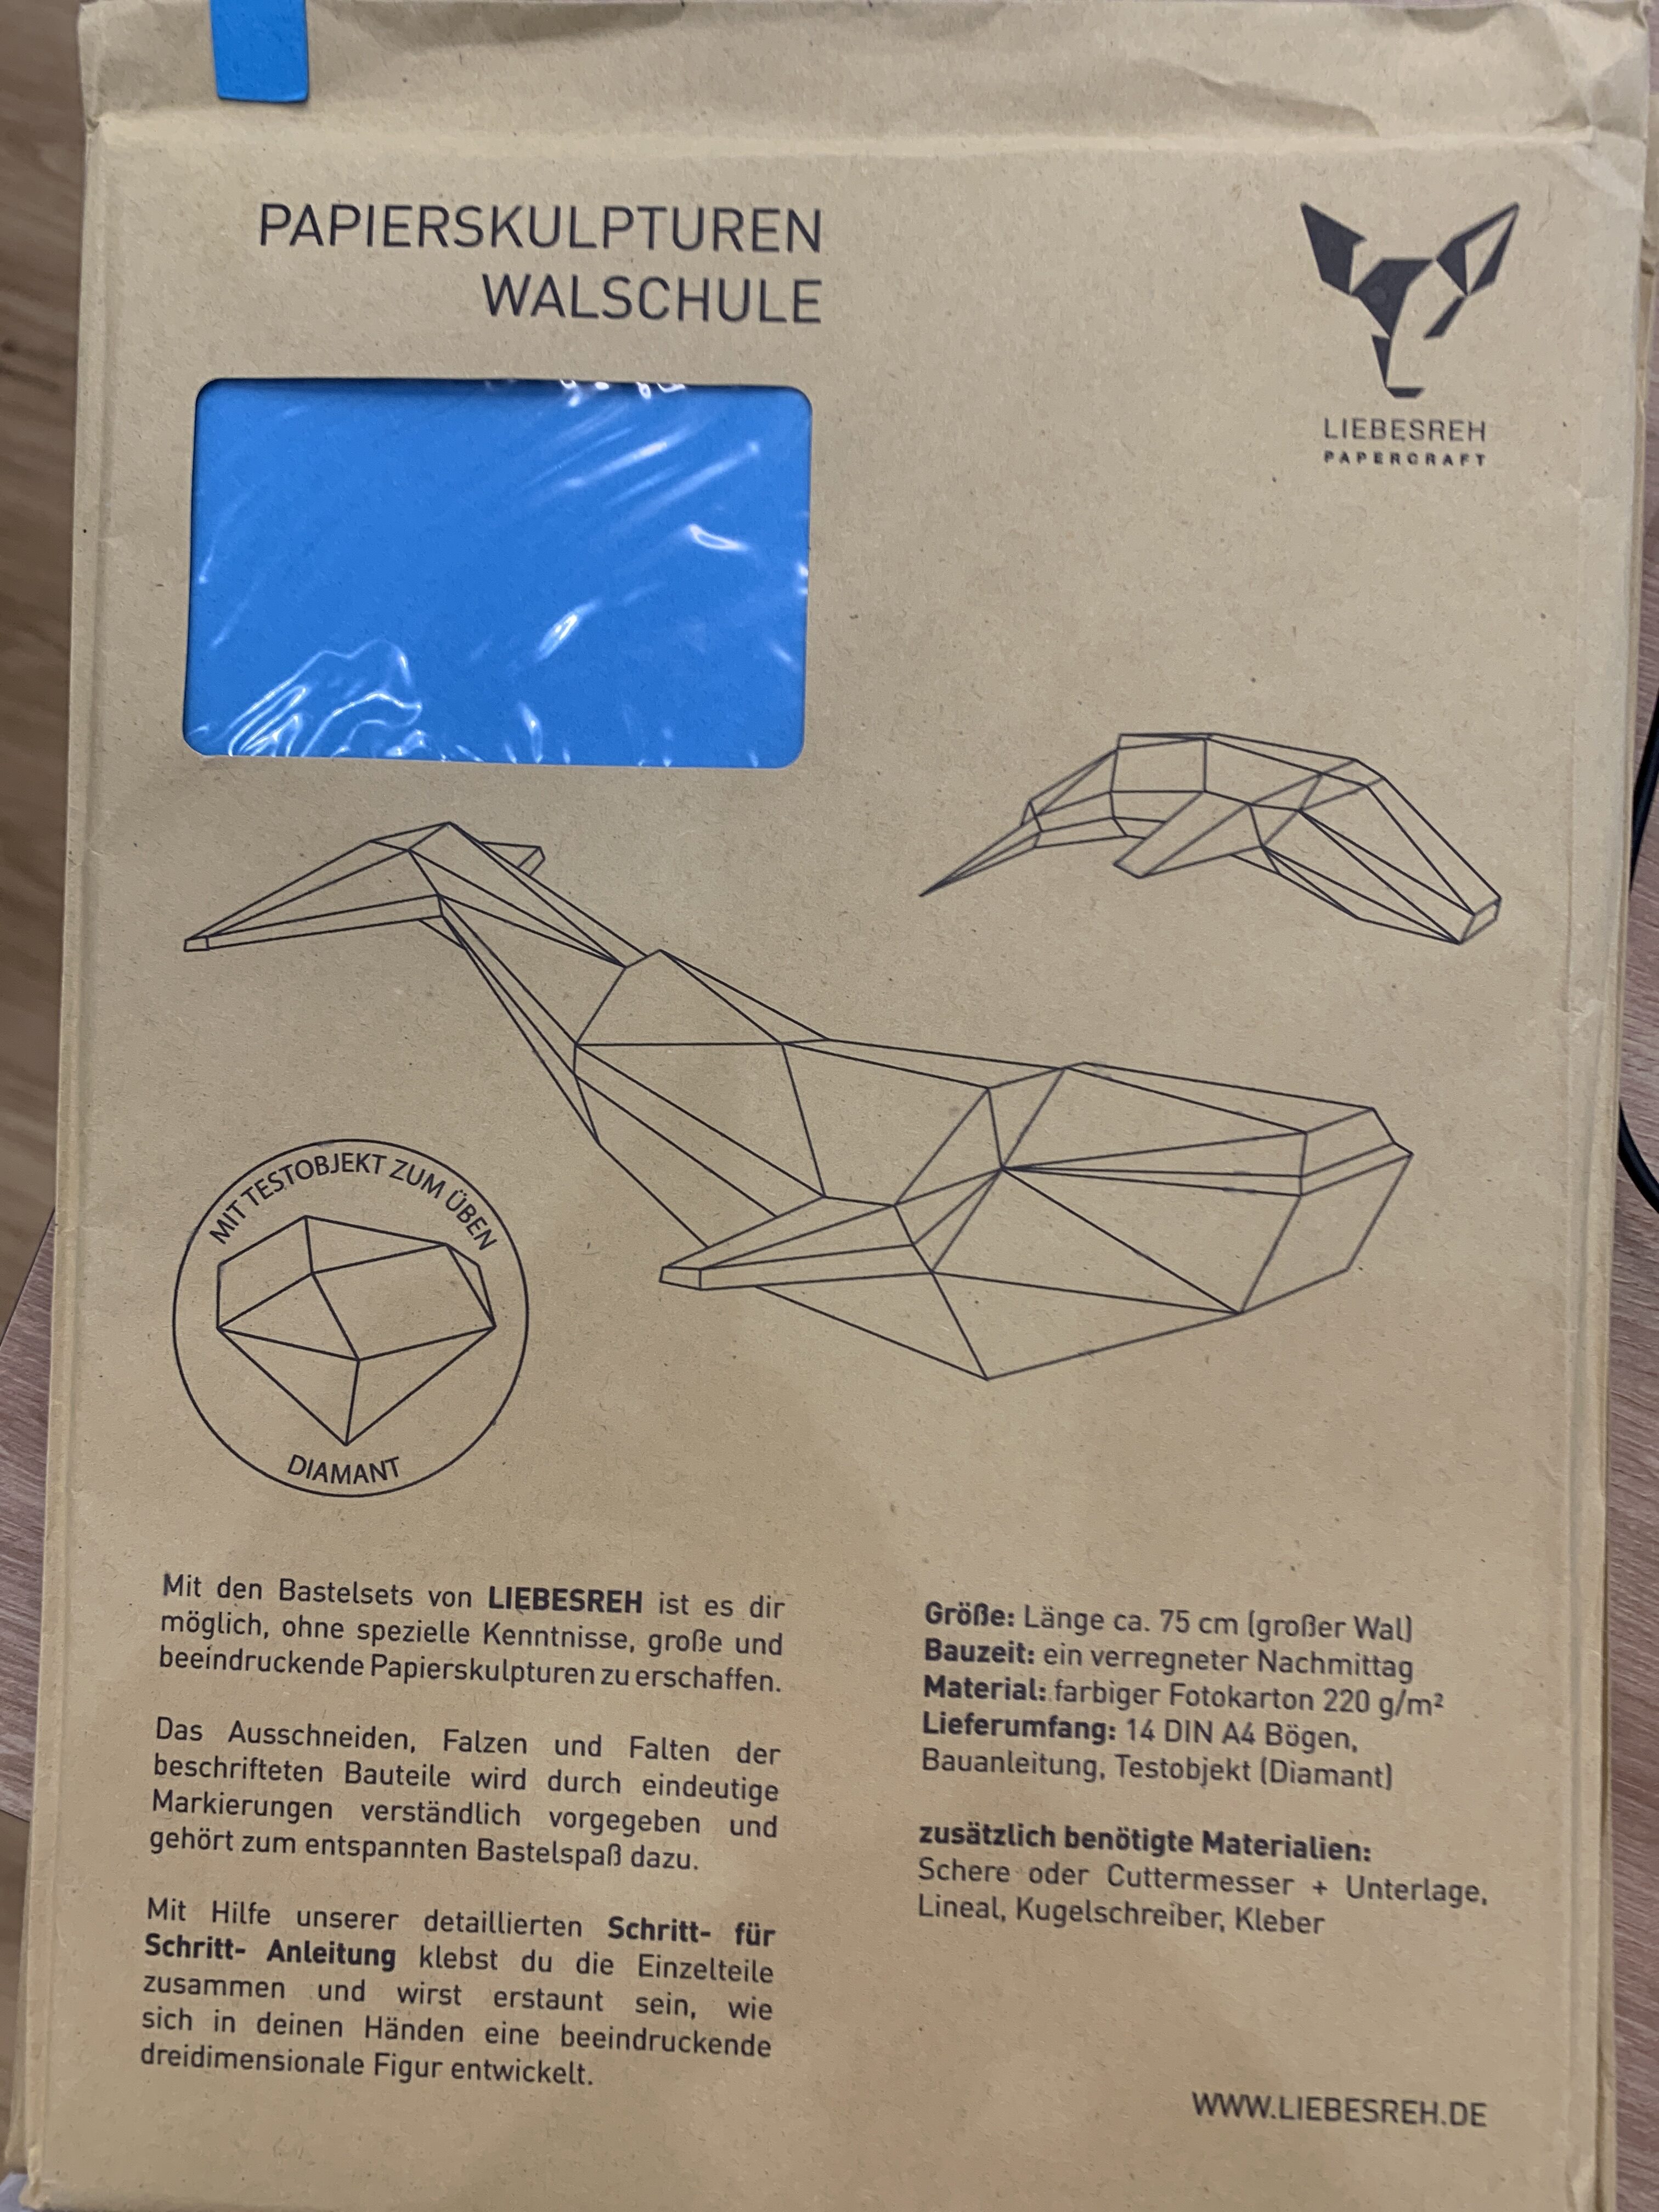 PAPIERSKULPTUREN
WALSCHULE
LIEBESREH
PAPERCRAFT
MIT TESTOBJEKT ZUM ÜBEN
DIAMANT
Mit den Bastelsets von LIEBESREH ist es dir
möglich, ohne spezielle Kenntnisse, große und
beeindruckende Papierskulpturen zu erschaffen.
Das Ausschneiden, Falzen und Falten der
beschrifteten Bauteile wird durch eindeutige
Markierungen verständlich vorgegeben und
gehört zum entspannten Bastelspaß dazu.
Mit Hilfe unserer detaillierten Schritt- für
Schritt- Anleitung klebst du die Einzelteile
zusammen und wirst erstaunt sein, wie
sich in deinen Händen eine beeindruckende
dreidimensionale Figur entwickelt.
Größe: Länge ca. 75 cm (großer Wal)
Bauzeit: ein verregneter Nachmittag
Material: farbiger Fotokarton 220 g/m²
Lieferumfang: 14 DIN A4 Bögen,
Bauanleitung, Testobjekt (Diamant)
zusätzlich benötigte Materialien:
Schere oder Cuttermesser + Unterlage,
Lineal, Kugelschreiber, Kleber
WWW.LIEBESREH.DE